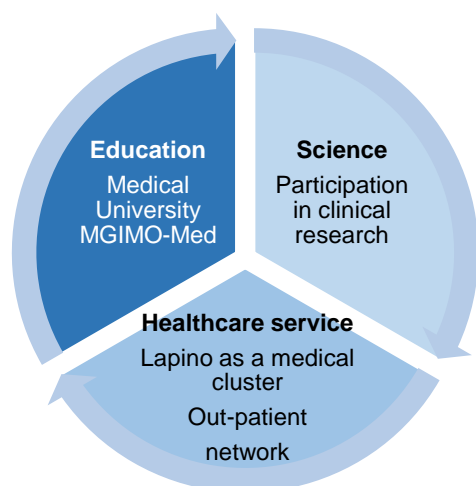 Education
Medical
University
MGIMO-Med
Science
Participation
in clinical
research
Healthcare service
Lapino as a medical
cluster
Out-patient
network